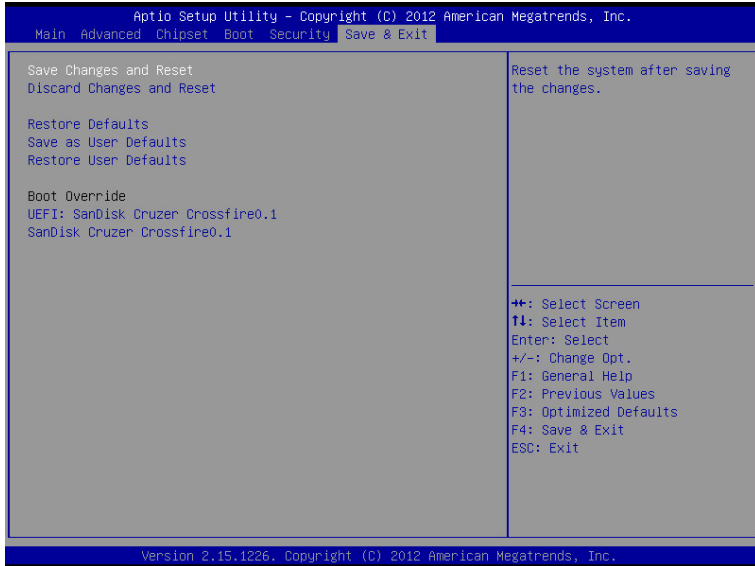 Aptio Setup Utility – Copyright (C) 2012 American Megatrends, Inc.
Main Advanced Chipset Boot Security Save & Exit
Save Changes and Reset
Discard Changes and Reset
Restore Defaults
Save as User Defaults
Restore User Defaults
Boot Override
UEFI: SanDisk Cruzer Crossfire0.1
SanDisk Cruzer Crossfire0.1
Reset the system after saving
the changes.
→←: Select Screen
↑↓: Select Item
Enter: Select
+/-: Change Opt.
F1: General Help
F2: Previous Values
F3: Optimized Defaults
F4: Save & Exit
ESC: Exit
Version 2.15.1226. Copyright (C) 2012 American Megatrends, Inc.